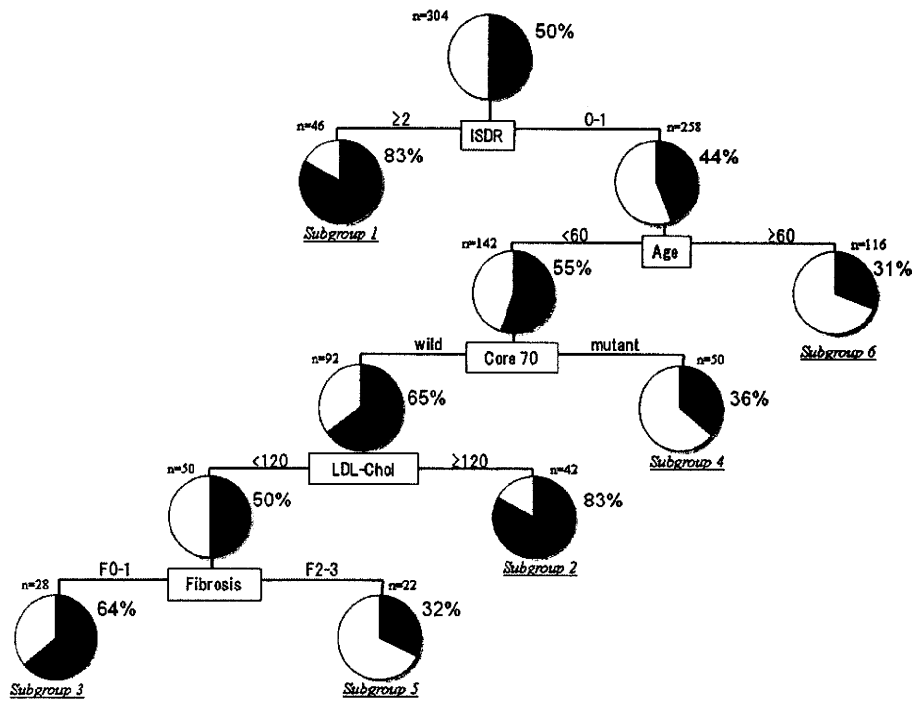 n=304
50%
n=46
≥2
ISDR
0-1
n=258
83%
44%
Subgroup 1
n=142
<60
Age
≥60
n=116
55%
31%
wild
Core 70
mutant
Subgroup 6
n=92
n=50
65%
36%
n=50
<120
LDL-Chol
≥120
n=42
Subgroup 4
50%
83%
n=28
F0-1
Fibrosis
F2-3
n=22
Subgroup 2
64%
32%
Subgroup 3
Subgroup 5